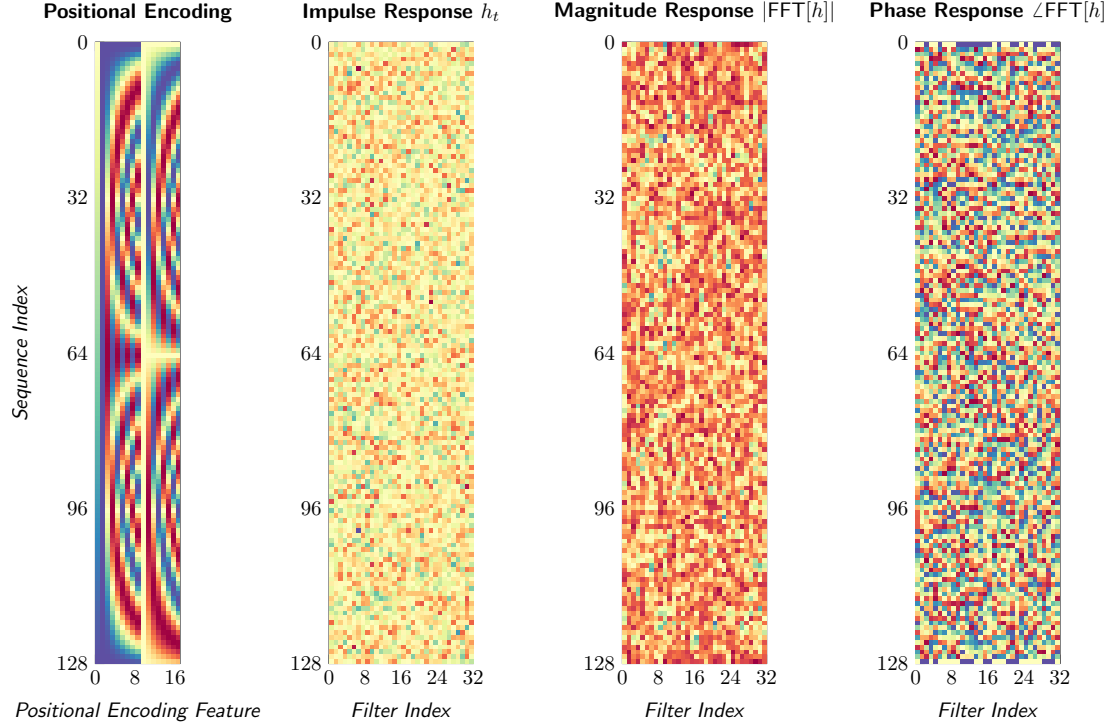 Positional Encoding
Impulse Response h_t
Magnitude Response |FFT[h]|
Phase Response ∠FFT[h]
Sequence Index
0
32
64
96
128
0 8 16
Positional Encoding Feature
0
32
64
96
128
0 8 16 24 32
Filter Index
0
32
64
96
128
0 8 16 24 32
Filter Index
0
32
64
96
128
0 8 16 24 32
Filter Index